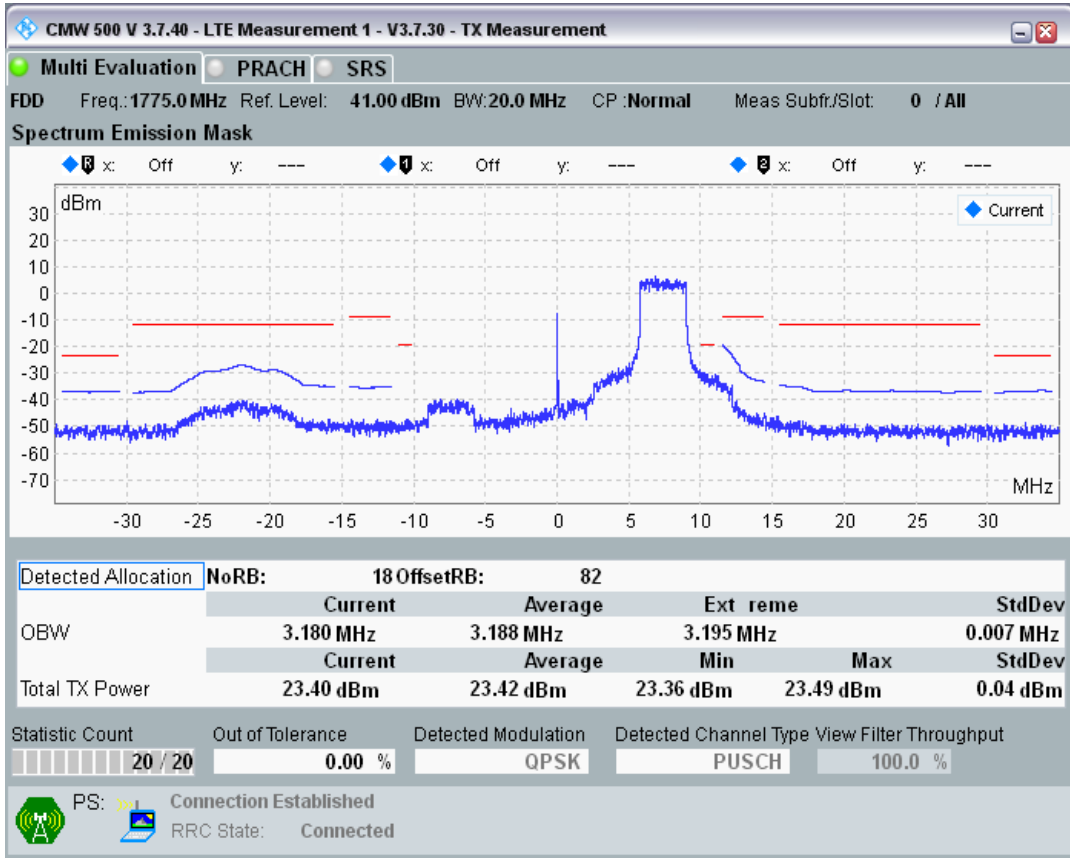 CMW 500 V 3.7.40 - LTE Measurement 1 - V3.7.30 - TX Measurement
Multi Evaluation PRACH SRS
FDD Freq.: 1775.0 MHz Ref. Level: 41.00 dBm BW: 20.0 MHz CP : Normal Meas Subfr./Slot: 0 / All
Spectrum Emission Mask
R x: Off y: --- 1 x: Off y: --- 2 x: Off y: ---
dBm
Current
30
20
10
0
-10
-20
-30
-40
-50
-60
-70
MHz
-30 -25 -20 -15 -10 -5 0 5 10 15 20 25 30
Detected Allocation NoRB: 18 OffsetRB: 82
Current Average Ext reme StdDev
OBW 3.180 MHz 3.188 MHz 3.195 MHz 0.007 MHz
Current Average Min Max StdDev
Total TX Power 23.40 dBm 23.42 dBm 23.36 dBm 23.49 dBm 0.04 dBm
Statistic Count Out of Tolerance Detected Modulation Detected Channel Type View Filter Throughput
20 / 20 0.00 % QPSK PUSCH 100.0 %
PS: Connection Established
RRC State: Connected